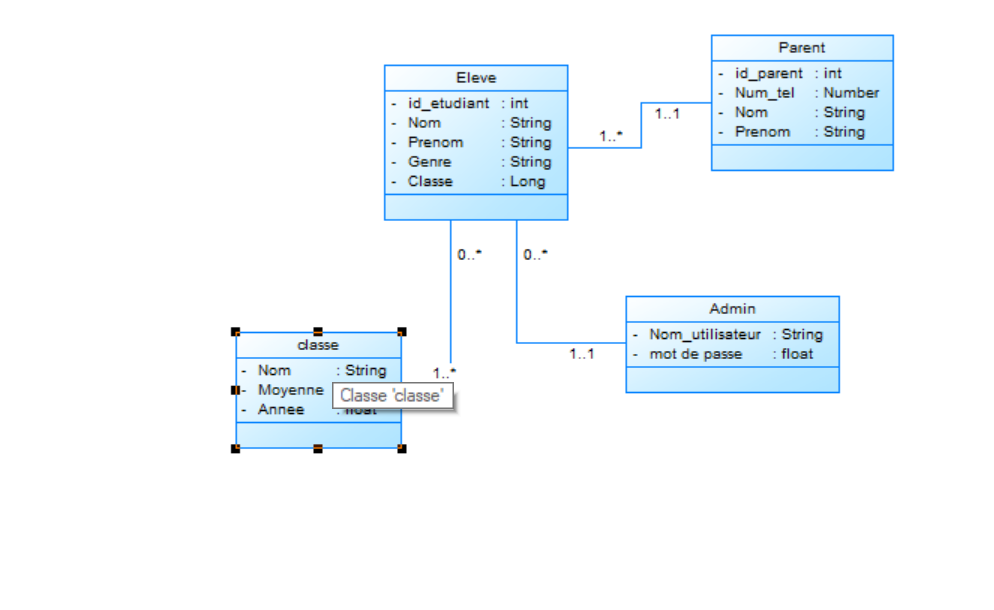 Parent
- id_parent : int
- Num_tel : Number
- Nom : String
- Prenom : String
Eleve
- id_etudiant : int
- Nom : String
- Prenom : String
- Genre : String
- Classe : Long
1..*
1..1
0..*
0..*
1..1
1..*
Admin
- Nom_utilisateur : String
- mot de passe : float
classe
- Nom : String
- Moyenne
- Annee : float
Classe 'classe'